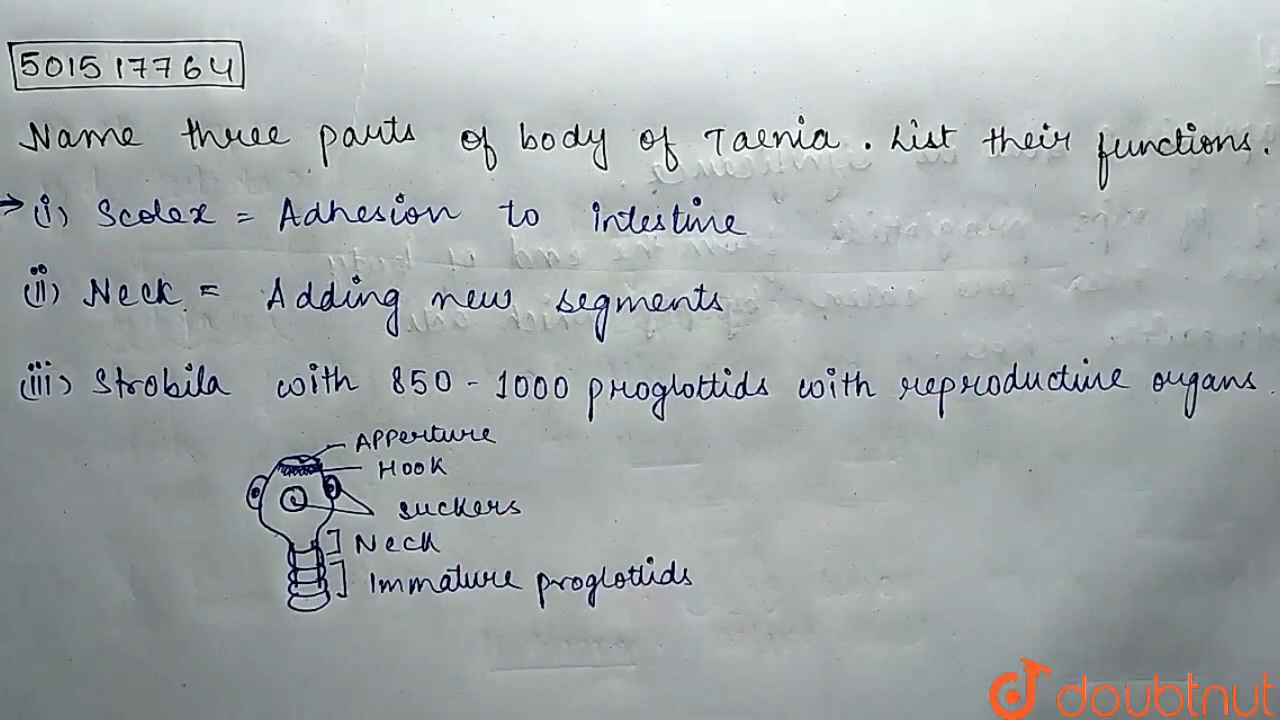 501517764
Name three parts of body of Taenia. List their functions.
→ (i) Scolex = Adhesion to intestine
(ii) Neck = Adding new segments
(iii) Strobila with 850 - 1000 proglottids with reproductive organs.
Apperture
Hook
suckers
Neck
Immature proglottids
doubtnut